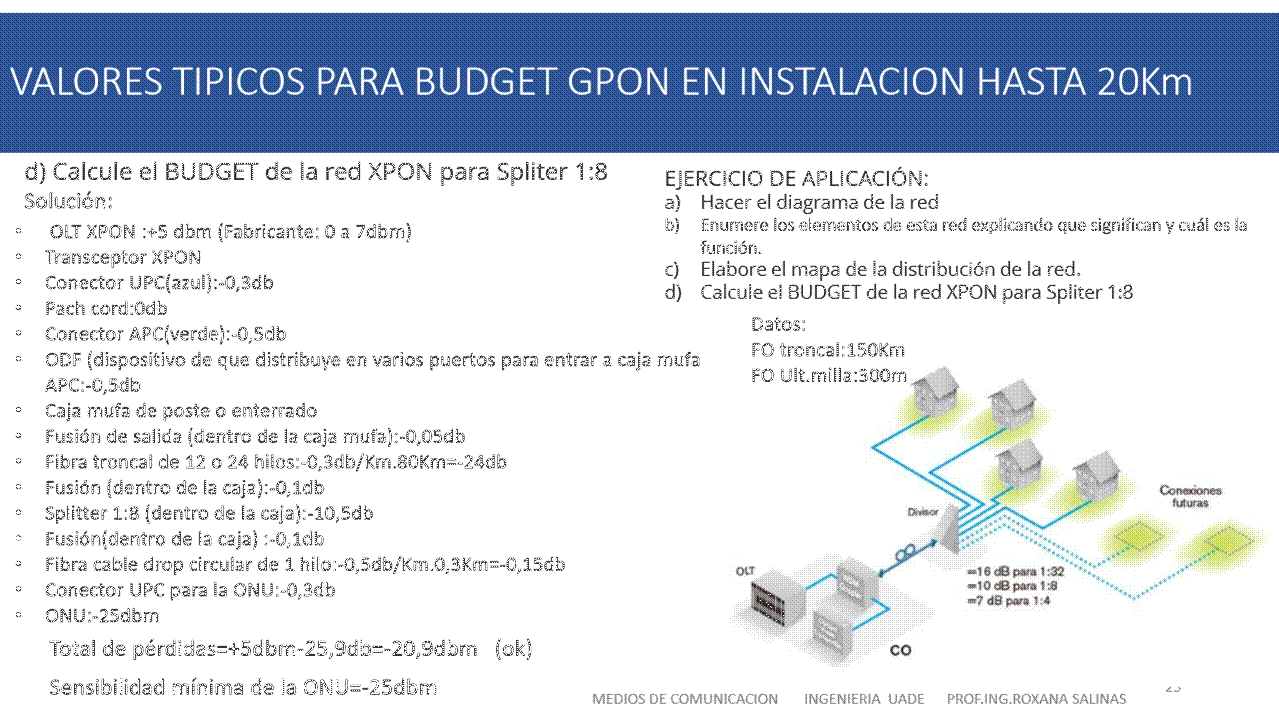 VALORES TIPICOS PARA BUDGET GPON EN INSTALACION HASTA 20Km
d) Calcule el BUDGET de la red XPON para Spliter 1:8
Solución:
◦ OLT XPON :+5 dbm (Fabricante: 0 a 7dbm)
◦ Transceptor XPON
◦ Conector UPC(azul):-0,3db
◦ Pach cord:0db
◦ Conector APC(verde):-0,5db
◦ ODF (dispositivo de que distribuye en varios puertos para entrar a caja mufa
APC:-0,5db
◦ Caja mufa de poste o enterrado
◦ Fusión de salida (dentro de la caja mufa):-0,05db
◦ Fibra troncal de 12 o 24 hilos:-0,3db/Km.80Km=-24db
◦ Fusión (dentro de la caja):-0,1db
◦ Splitter 1:8 (dentro de la caja):-10,5db
◦ Fusión(dentro de la caja) :-0,1db
◦ Fibra cable drop circular de 1 hilo:-0,5db/Km.0,3Km=-0,15db
◦ Conector UPC para la ONU:-0,3db
◦ ONU:-25dbm
Total de pérdidas=+5dbm-25,9db=-20,9dbm (ok)
Sensibilidad mínima de la ONU=-25dbm
EJERCICIO DE APLICACIÓN:
a) Hacer el diagrama de la red
b) Enumere los elementos de esta red explicando que significan y cuál es la
función.
c) Elabore el mapa de la distribución de la red.
d) Calcule el BUDGET de la red XPON para Spliter 1:8
Datos:
FO troncal:150Km
FO Ult.milla:300m
Conexiones
futuras
Divisor
OLT
=16 dB para 1:32
=10 dB para 1:8
=7 dB para 1:4
CO
MEDIOS DE COMUNICACION INGENIERIA UADE PROF.ING.ROXANA SALINAS